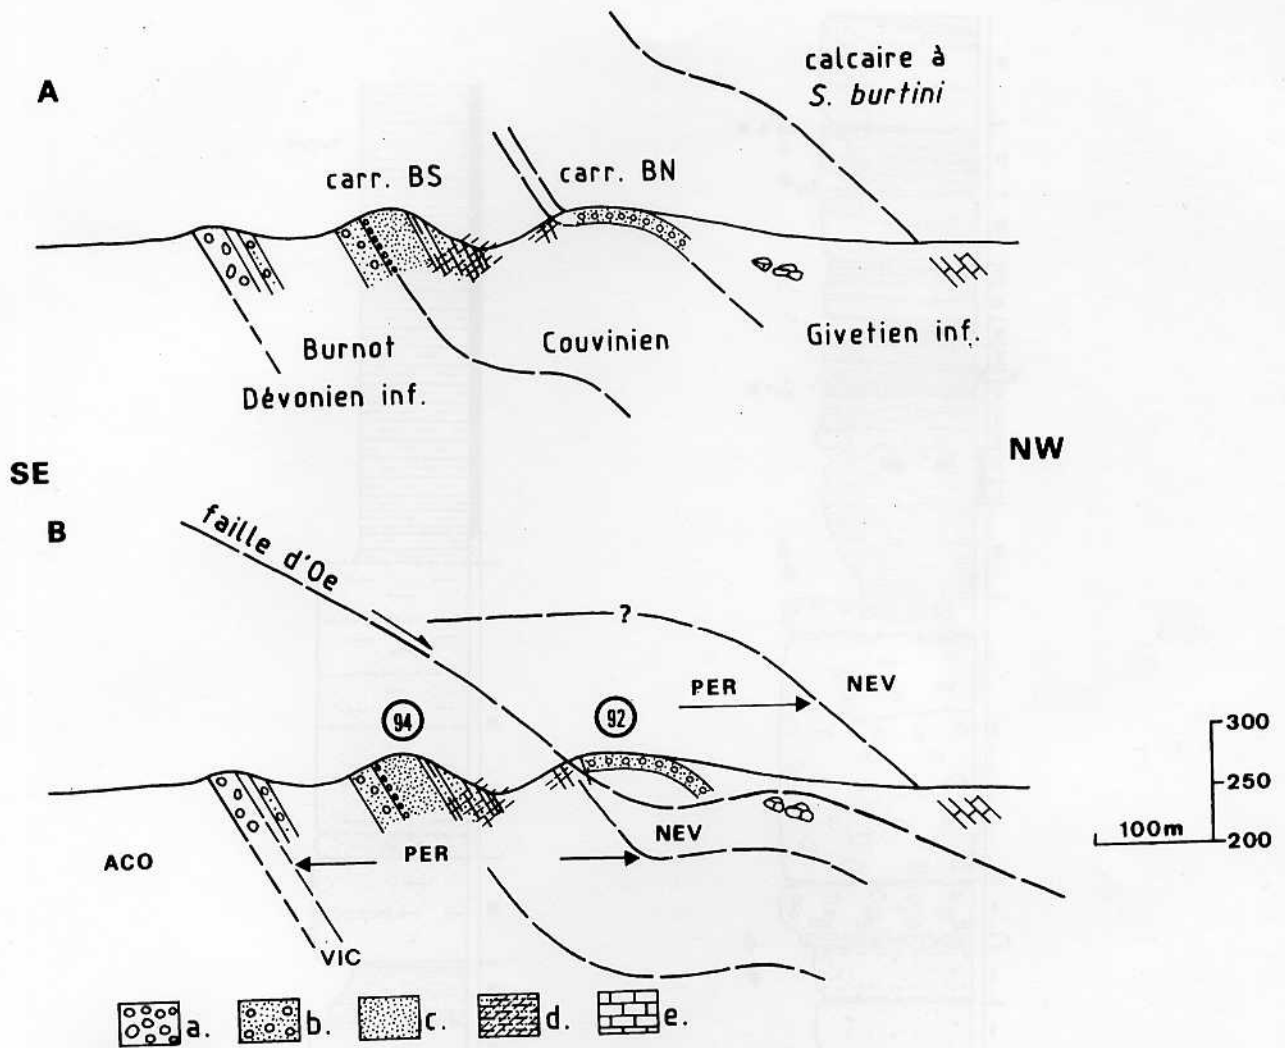 A
calcaire à
S. burtini
carr. BS
carr. BN
Burnot
Couvinien
Givetien inf.
Dévonien inf.
SE
NW
B
faille d'Oe
?
PER
NEV
94
92
300
250
200
100m
ACO
PER
NEV
VIC
a.
b.
c.
d.
e.